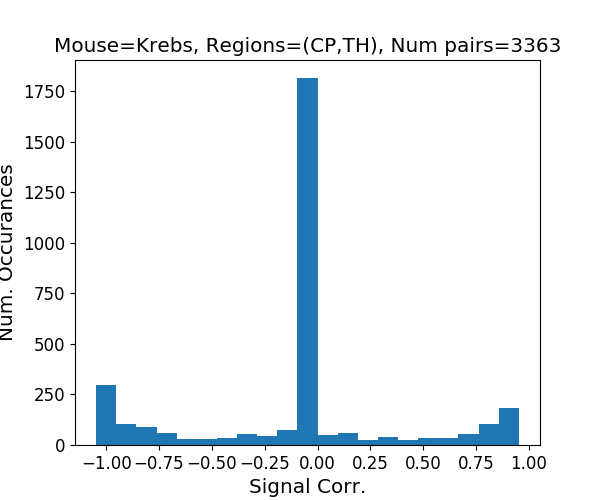 Mouse=Krebs, Regions=(CP,TH), Num pairs=3363
Num. Occurances
1750
1500
1250
1000
750
500
250
0
−1.00 −0.75 −0.50 −0.25 0.00 0.25 0.50 0.75 1.00
Signal Corr.